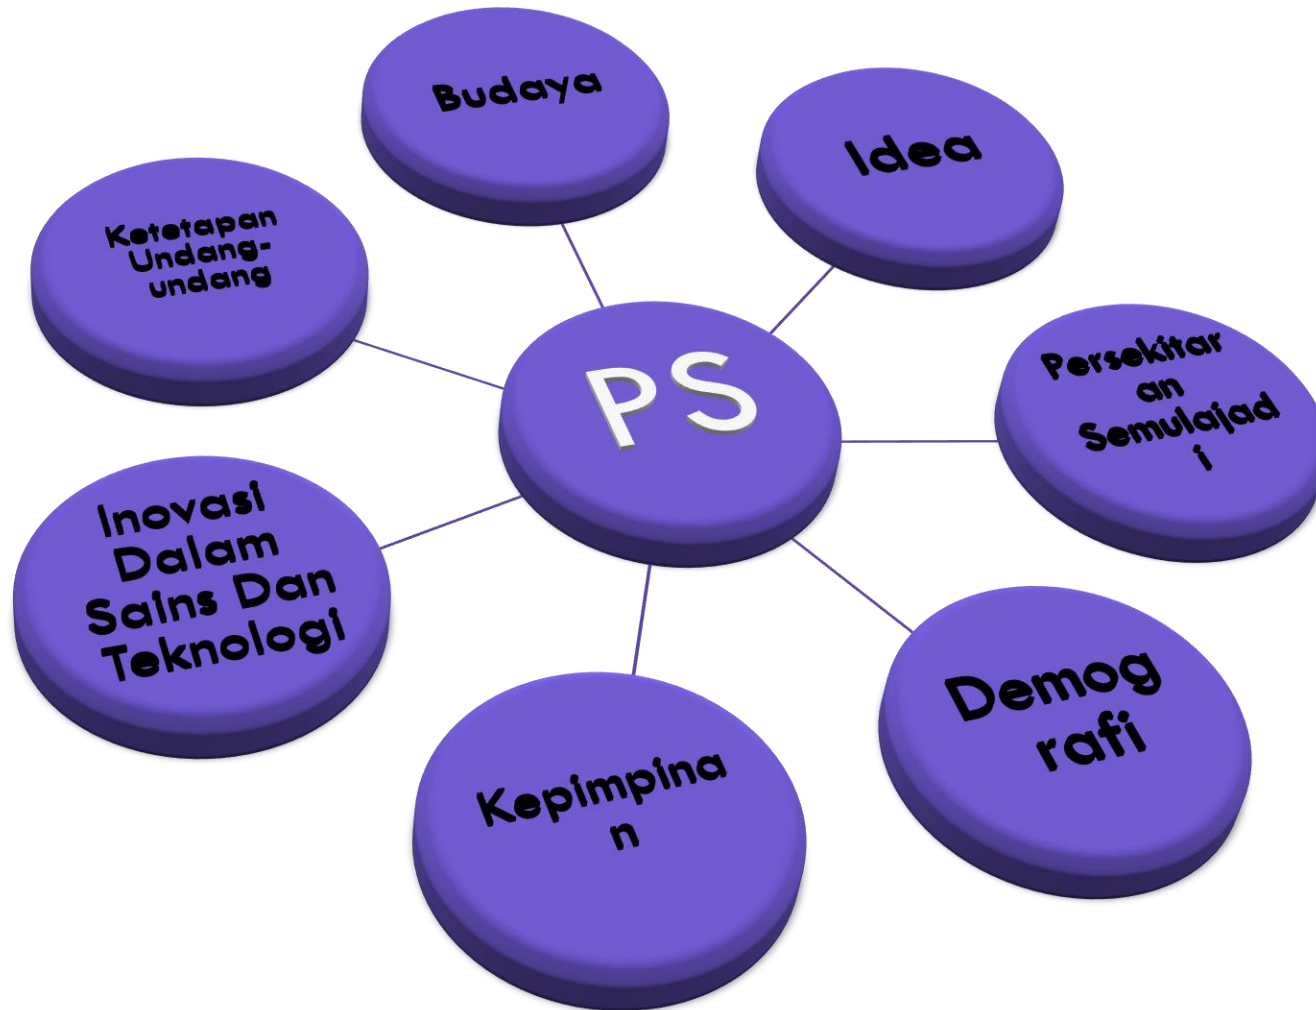 Budaya
Idea
Ketetapan
Undang-
undang
PS
Persekitar
an
Semulajad
i
Inovasi
Dalam
Sains Dan
Teknologi
Demog
rafi
Kepimpina
n